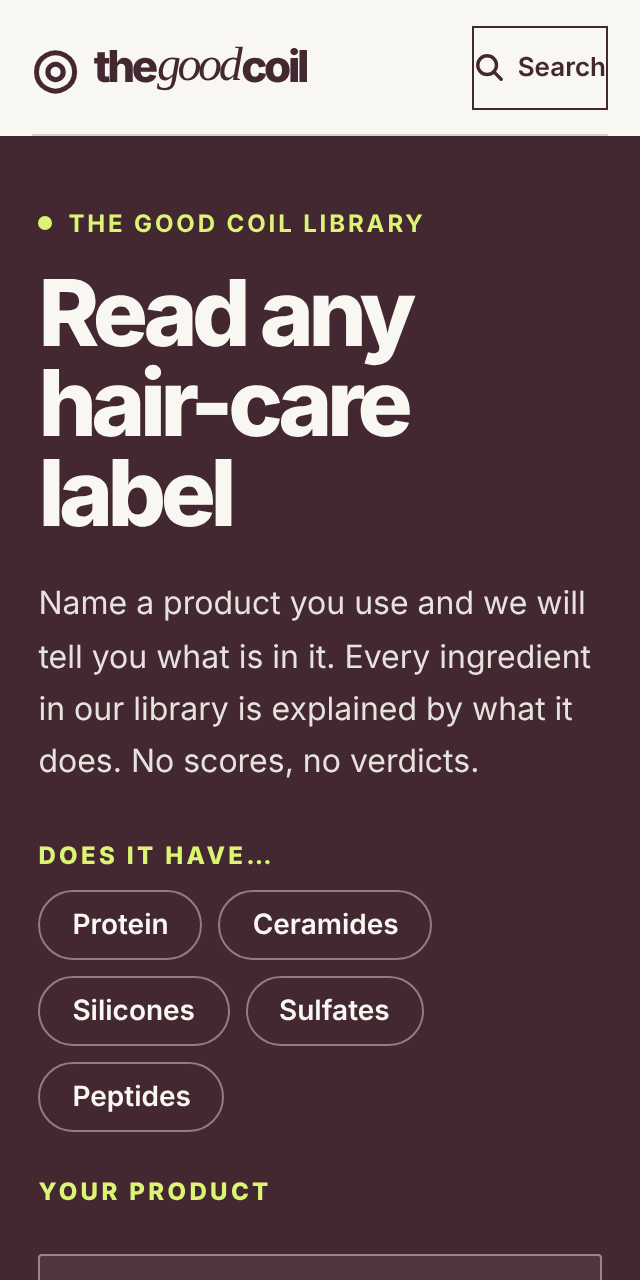 thegoodcoil
Search
THE GOOD COIL LIBRARY
Read any
hair-care
label
Name a product you use and we will
tell you what is in it. Every ingredient
in our library is explained by what it
does. No scores, no verdicts.
DOES IT HAVE…
Protein
Ceramides
Silicones
Sulfates
Peptides
YOUR PRODUCT